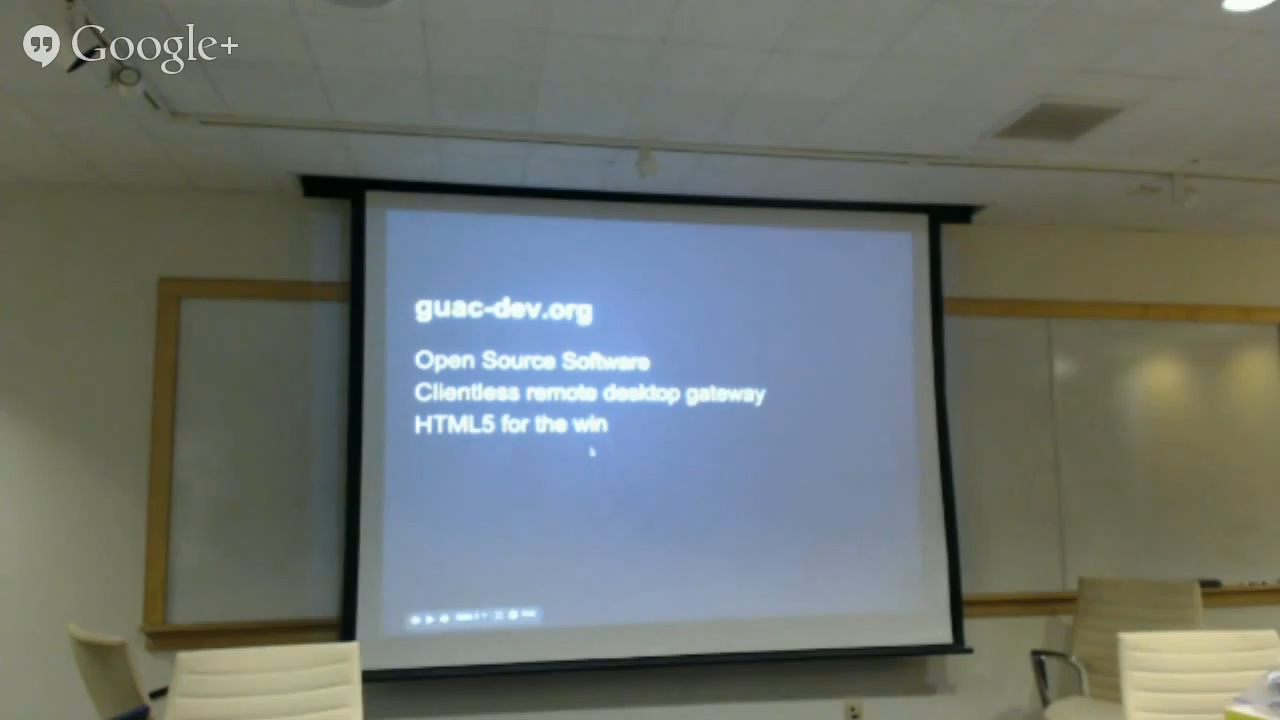 Google+
guac-dev.org
Open Source Software
Clientless remote desktop gateway
HTML5 for the win